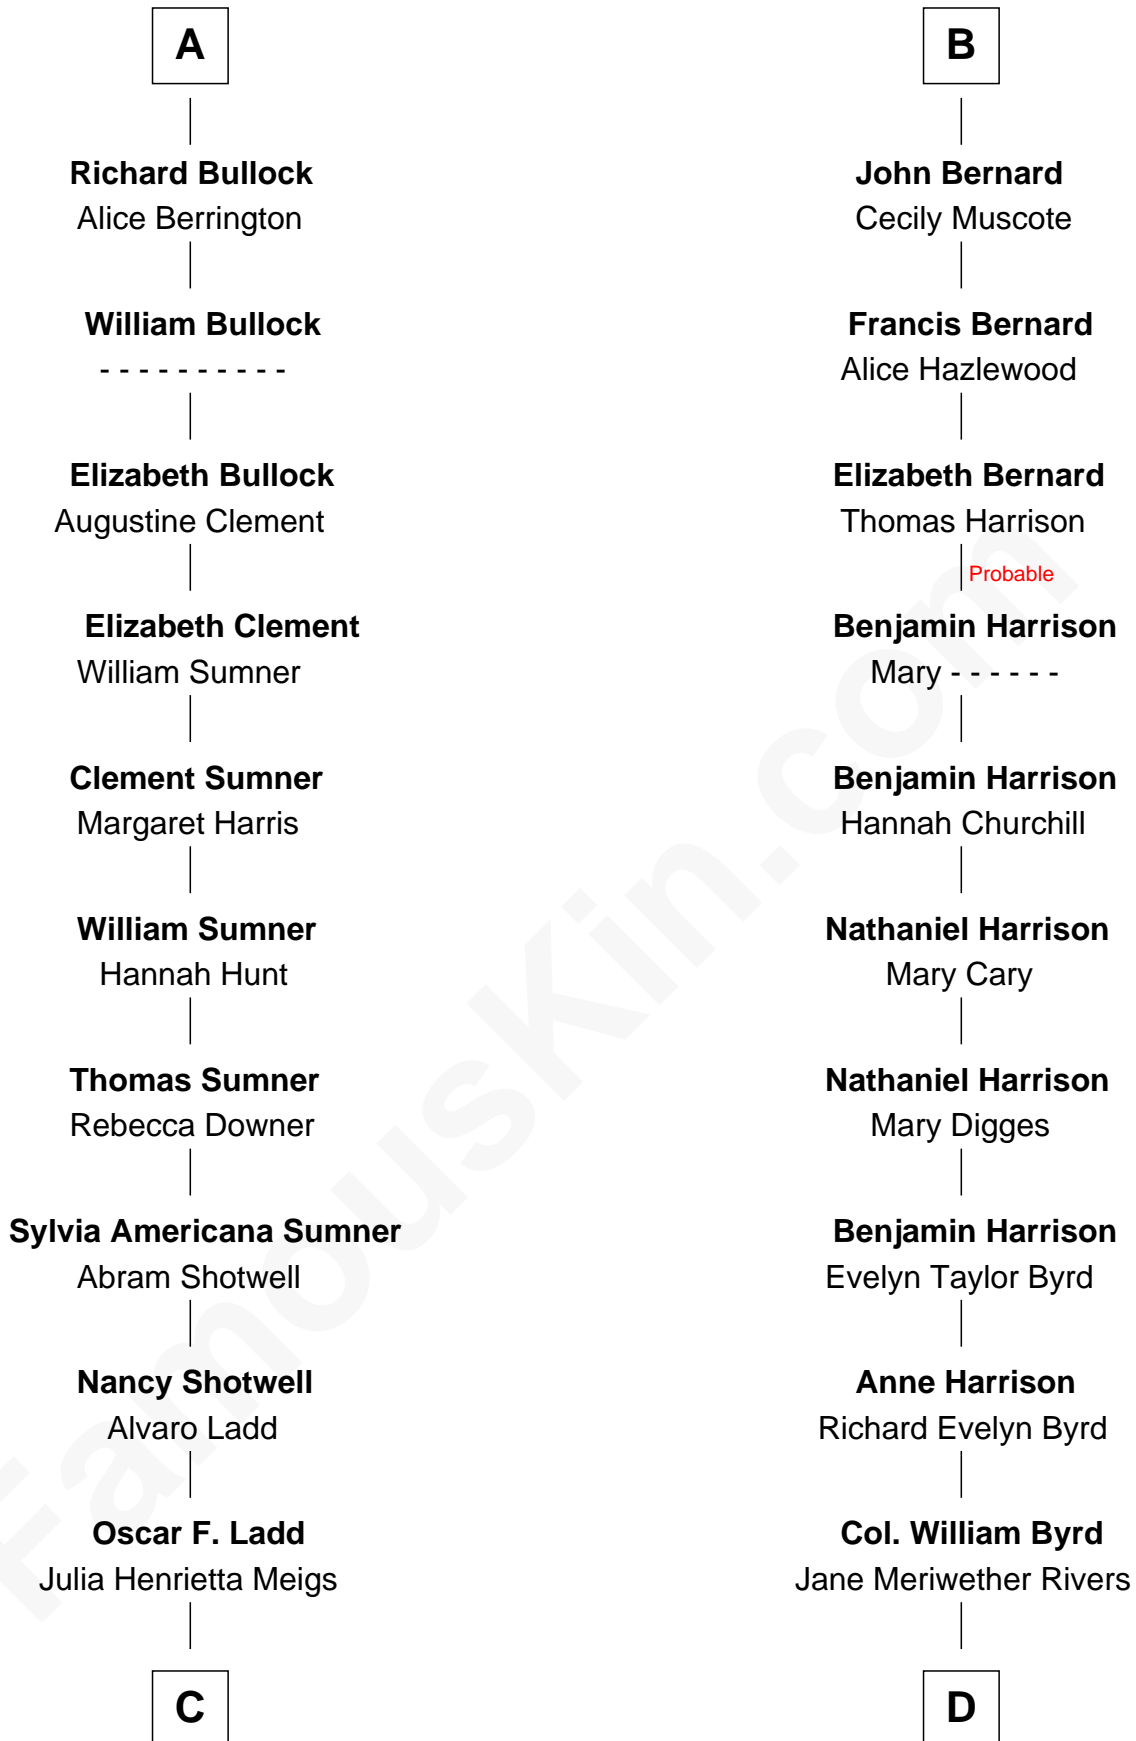 A
Richard Bullock
Alice Berrington
William Bullock
- - - - - - - - - -
Elizabeth Bullock
Augustine Clement
Elizabeth Clement
William Sumner
Clement Sumner
Margaret Harris
William Sumner
Hannah Hunt
Thomas Sumner
Rebecca Downer
Sylvia Americana Sumner
Abram Shotwell
Nancy Shotwell
Alvaro Ladd
Oscar F. Ladd
Julia Henrietta Meigs
C
B
John Bernard
Cecily Muscote
Francis Bernard
Alice Hazlewood
Elizabeth Bernard
Thomas Harrison
Probable
Benjamin Harrison
Mary - - - - - -
Benjamin Harrison
Hannah Churchill
Nathaniel Harrison
Mary Cary
Nathaniel Harrison
Mary Digges
Benjamin Harrison
Evelyn Taylor Byrd
Anne Harrison
Richard Evelyn Byrd
Col. William Byrd
Jane Meriwether Rivers
D
FamousKin.com